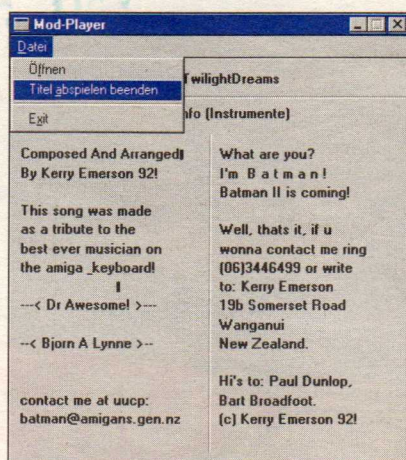 Mod-Player
Datei
Öffnen
Titel abspielen beenden
Exit
TwilightDreams
nfo (Instrumente)
Composed And Arranged
By Kerry Emerson 92!
This song was made
as a tribute to the
best ever musician on
the amiga _keyboard!
---< Dr Awesome! >---
--< Bjorn A Lynne >--
contact me at uucp:
batman@amigans.gen.nz
What are you?
I'm B a t m a n !
Batman II is coming!
Well, thats it, if u
wonna contact me ring
(06)3446499 or write
to: Kerry Emerson
19b Somerset Road
Wanganui
New Zealand.
Hi's to: Paul Dunlop,
Bart Broadfoot.
(c) Kerry Emerson 92!